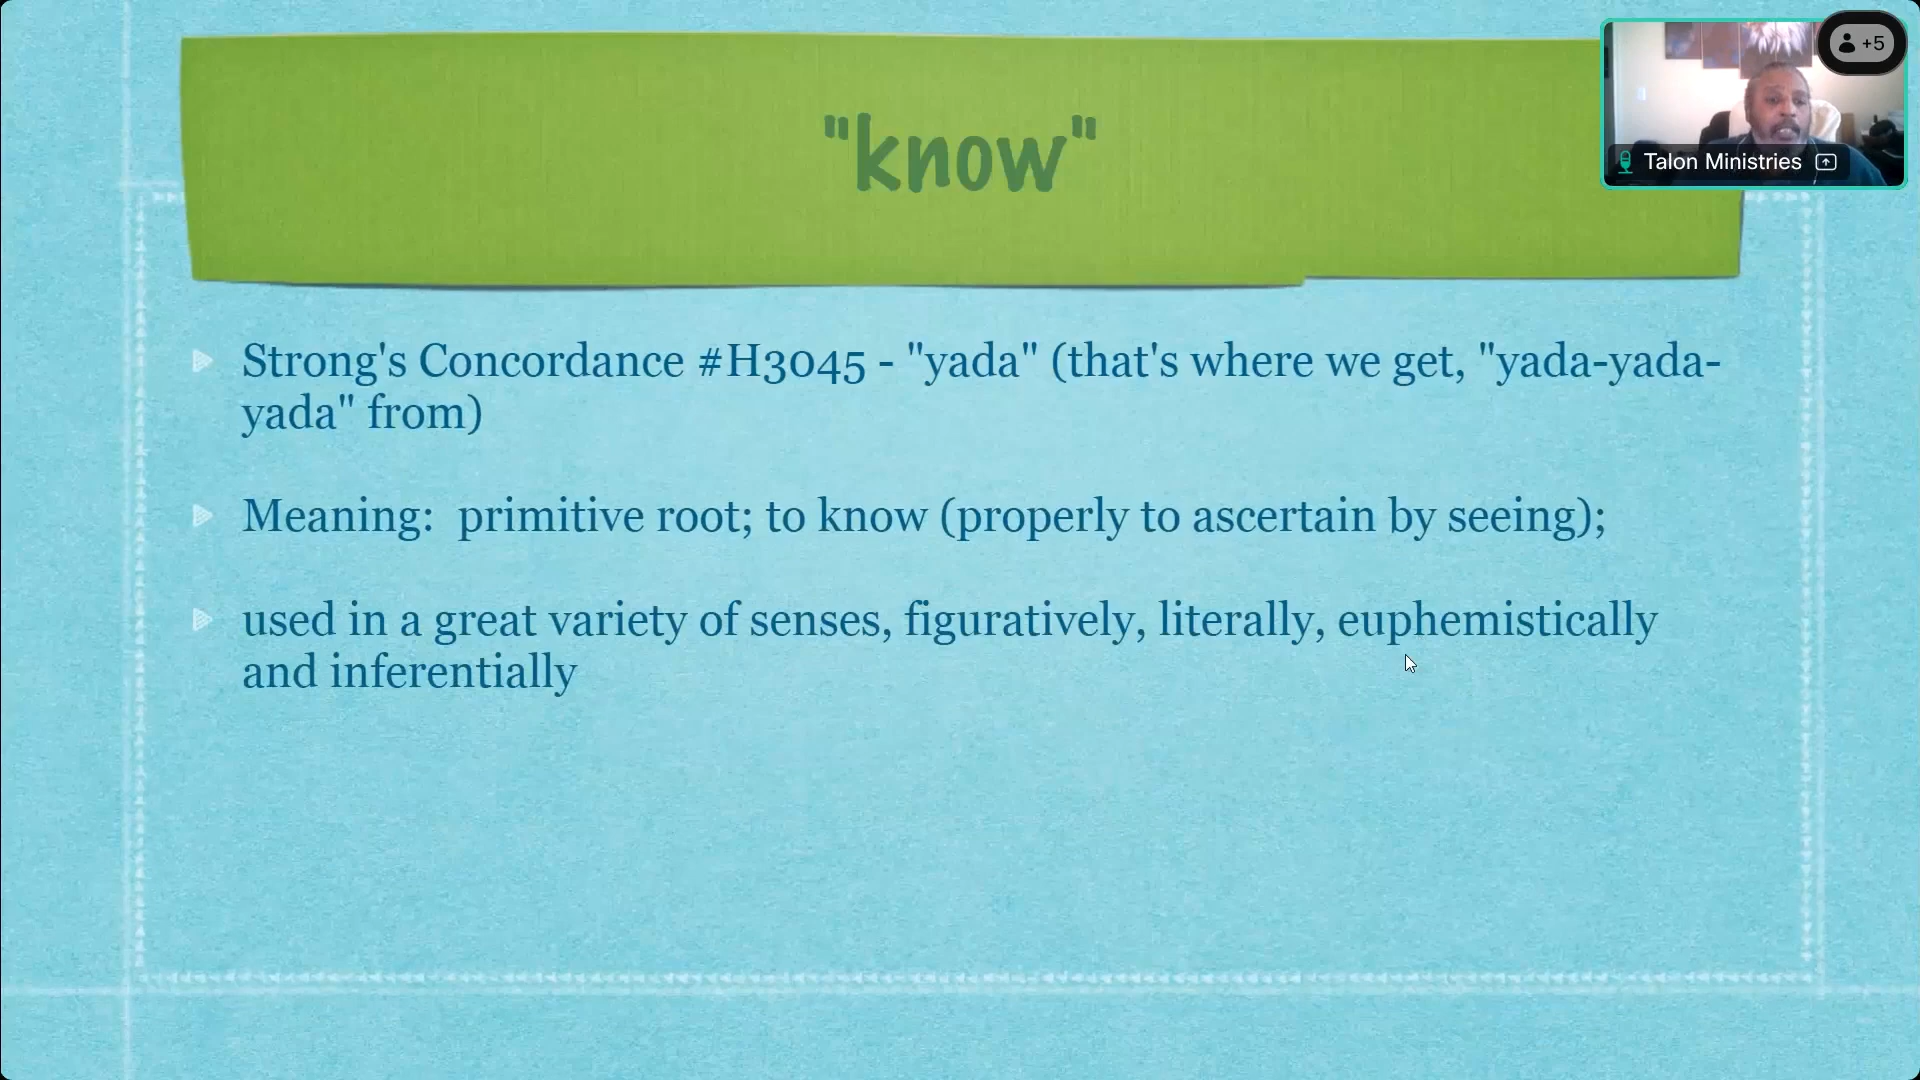 "know"
+5
Talon Ministries
Strong's Concordance #H3045 - "yada" (that's where we get, "yada-yada-
yada" from)
Meaning:  primitive root; to know (properly to ascertain by seeing);
used in a great variety of senses, figuratively, literally, euphemistically
and inferentially